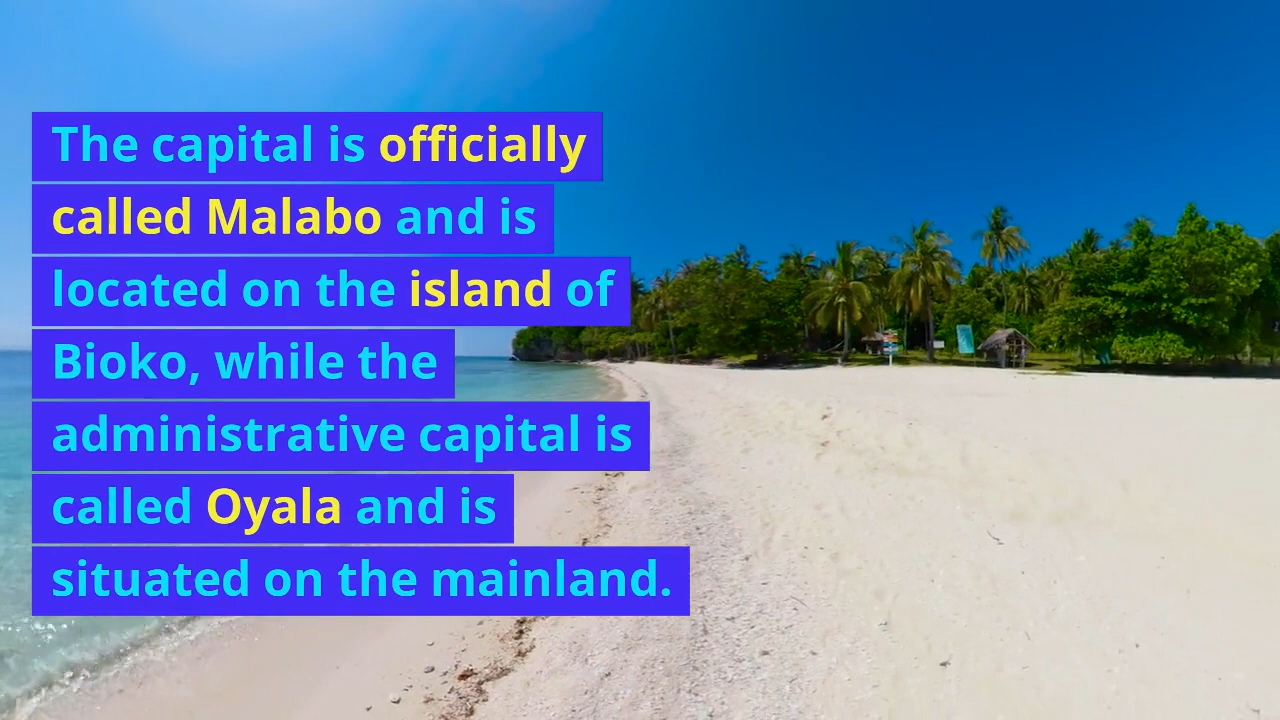 The capital is officially
called Malabo and is
located on the island of
Bioko, while the
administrative capital is
called Oyala and is
situated on the mainland.